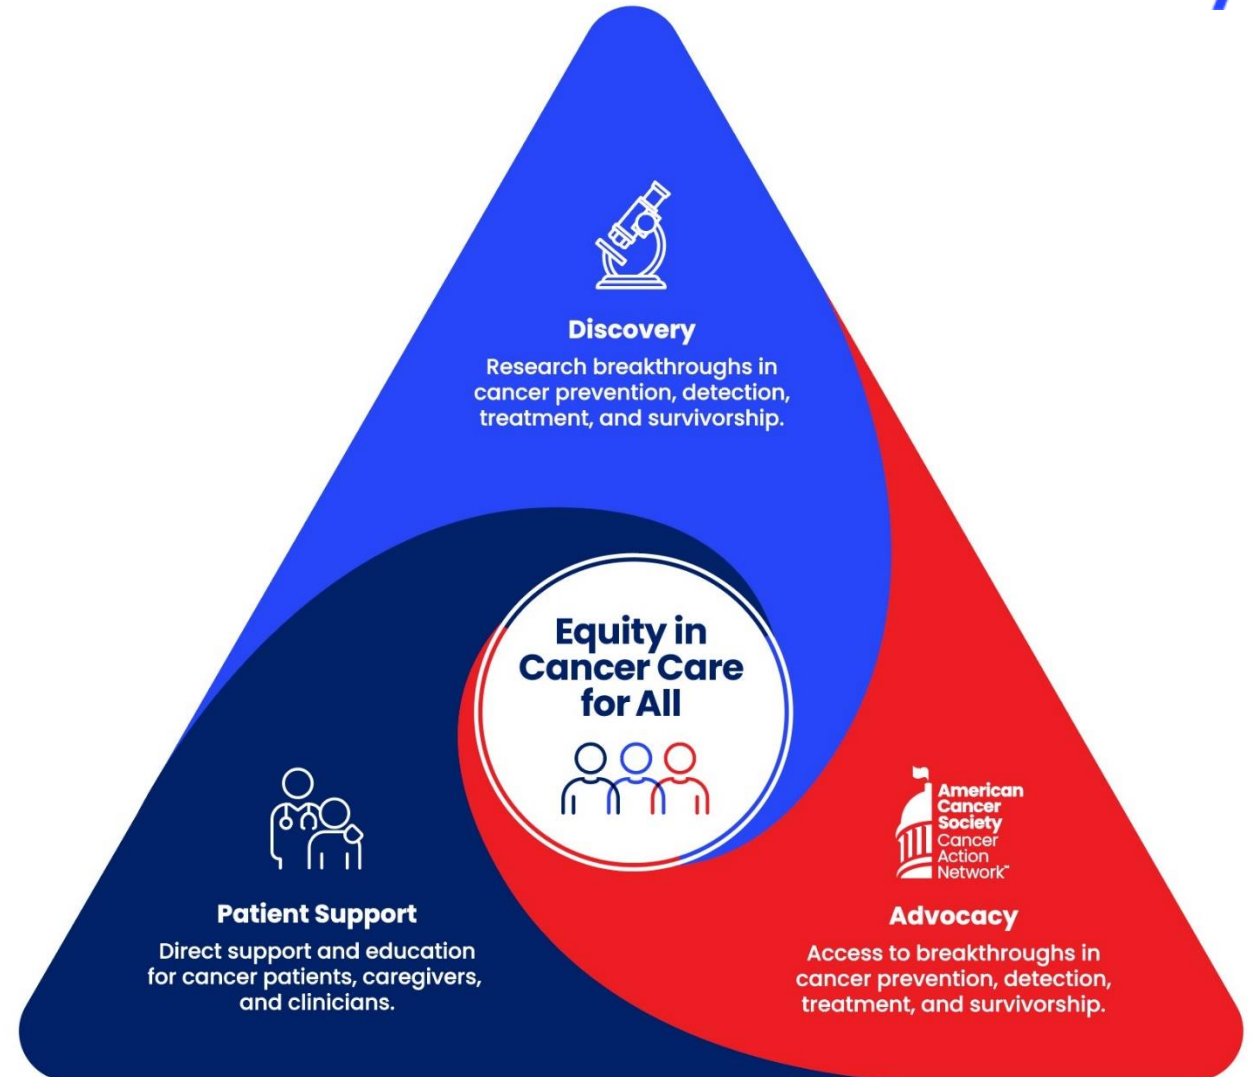 Discovery
Research breakthroughs in
cancer prevention, detection,
treatment, and survivorship.
Equity in
Cancer Care
for All
Patient Support
Direct support and education
for cancer patients, caregivers,
and clinicians.
American
Cancer
Society
Cancer
Action
Network™
Advocacy
Access to breakthroughs in
cancer prevention, detection,
treatment, and survivorship.